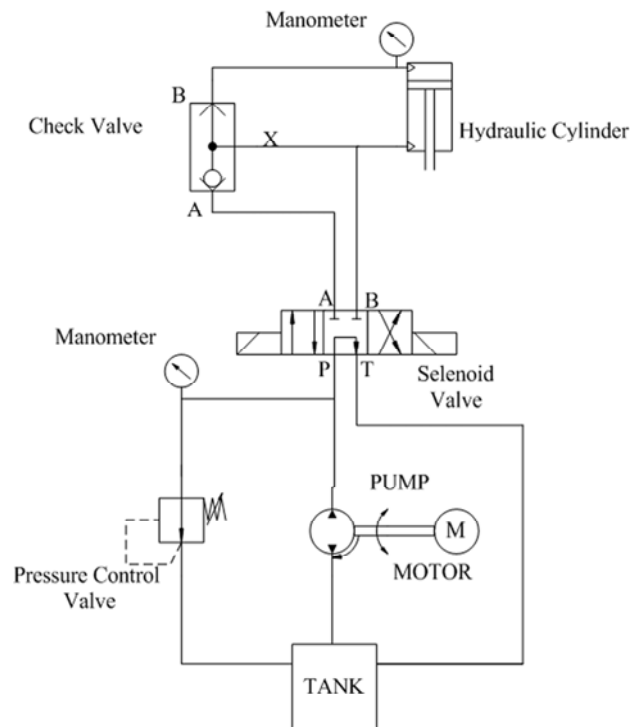 Manometer
B
Check Valve
X
Hydraulic Cylinder
A
A B
Manometer
P T
Selenoid
Valve
PUMP
M
MOTOR
Pressure Control
Valve
TANK